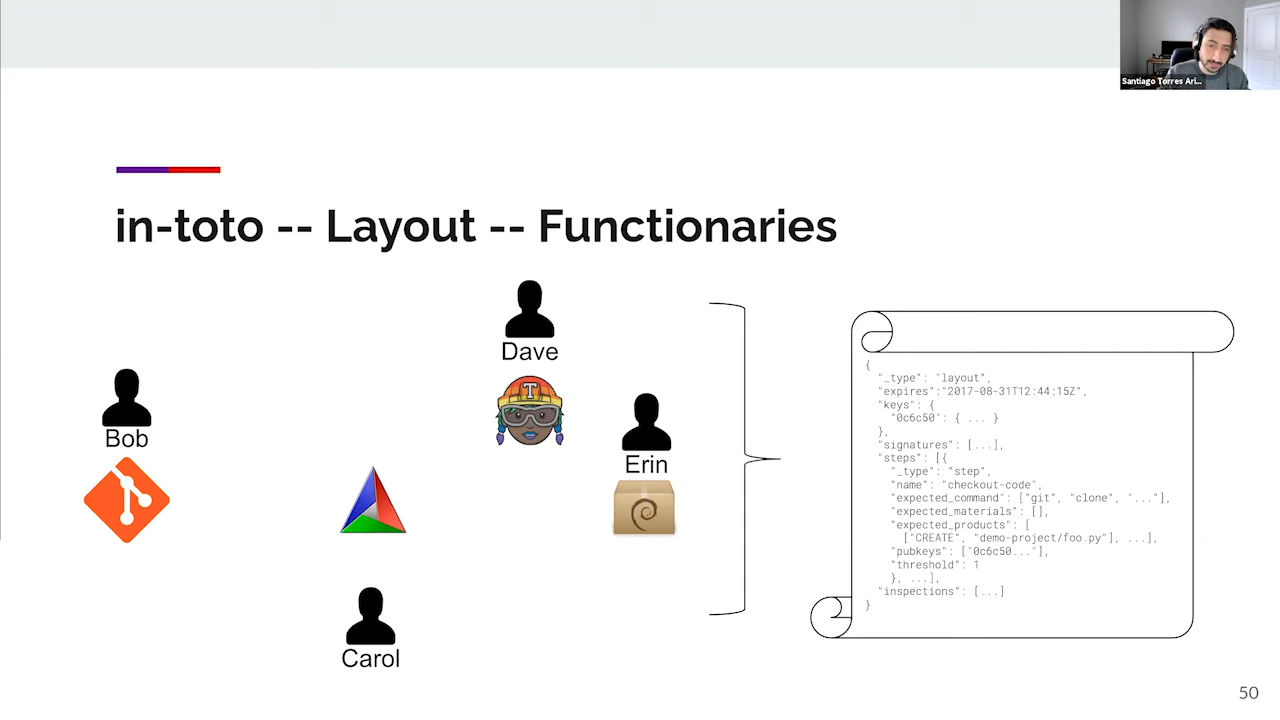 Santiago Torres Ari...
in-toto -- Layout -- Functionaries
Dave
T
Bob
Erin
Carol
{
"_type": "layout",
"expires":"2017-08-31T12:44:15Z",
"keys": {
"0c6c50": { ... }
},
"signatures": [...],
"steps": [{
"_type": "step",
"name": "checkout-code",
"expected_command": ["git", "clone", "..."],
"expected_materials": [],
"expected_products": [
["CREATE", "demo-project/foo.py"], ...],
"pubkeys": ["0c6c50..."],
"threshold": 1
}, ...],
"inspections": [...]
}
50